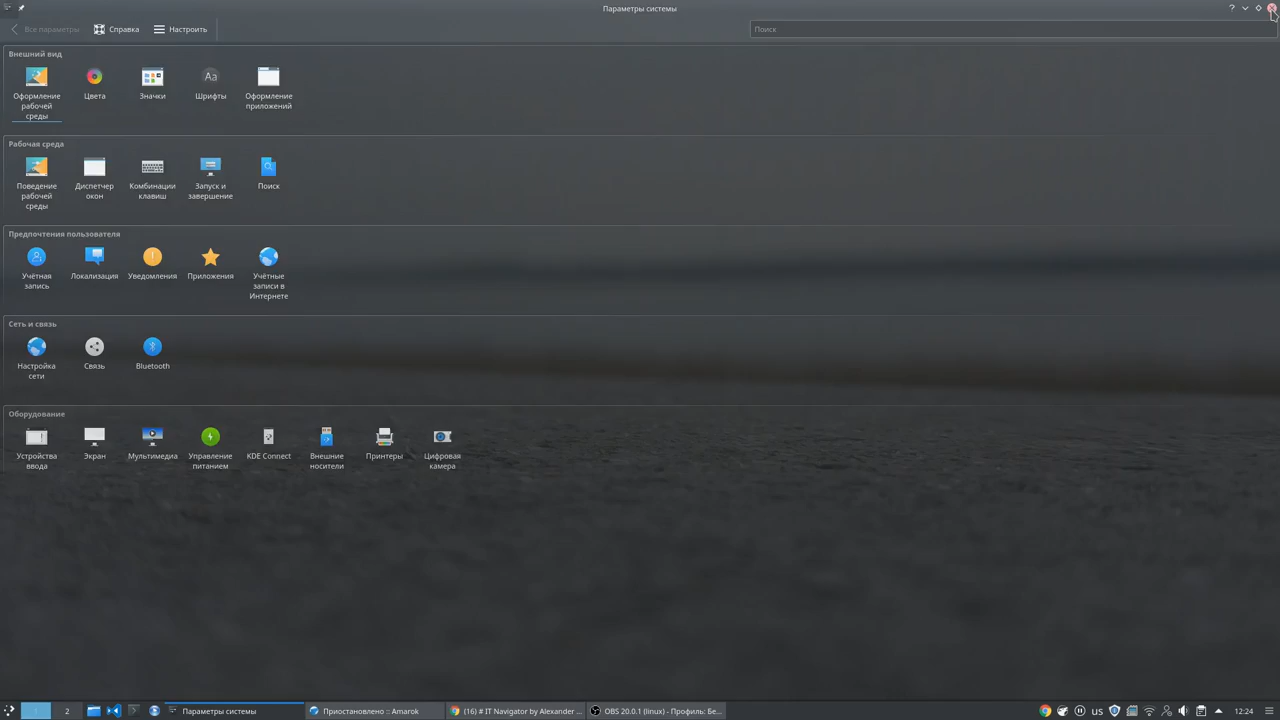 Параметры системы
?
Все параметры
Справка
Настроить
Поиск
Внешний вид
Оформление рабочей среды
Цвета
Aa
Значки
Шрифты
Оформление приложений
Рабочая среда
Поведение рабочей среды
Диспетчер окон
Комбинации клавиш
Запуск и завершение
Поиск
Предпочтения пользователя
Учётная запись
Локализация
Уведомления
Приложения
Учётные записи в Интернете
Сеть и связь
Настройка сети
Связь
Bluetooth
Оборудование
Устройства ввода
Экран
Мультимедиа
Управление питанием
KDE Connect
Внешние носители
Принтеры
Цифровая камера
1
2
Параметры системы
Приостановлено :: Amarok
(16) # IT Navigator by Alexander ...
OBS 20.0.1 (linux) - Профиль: Бе...
US
12:24